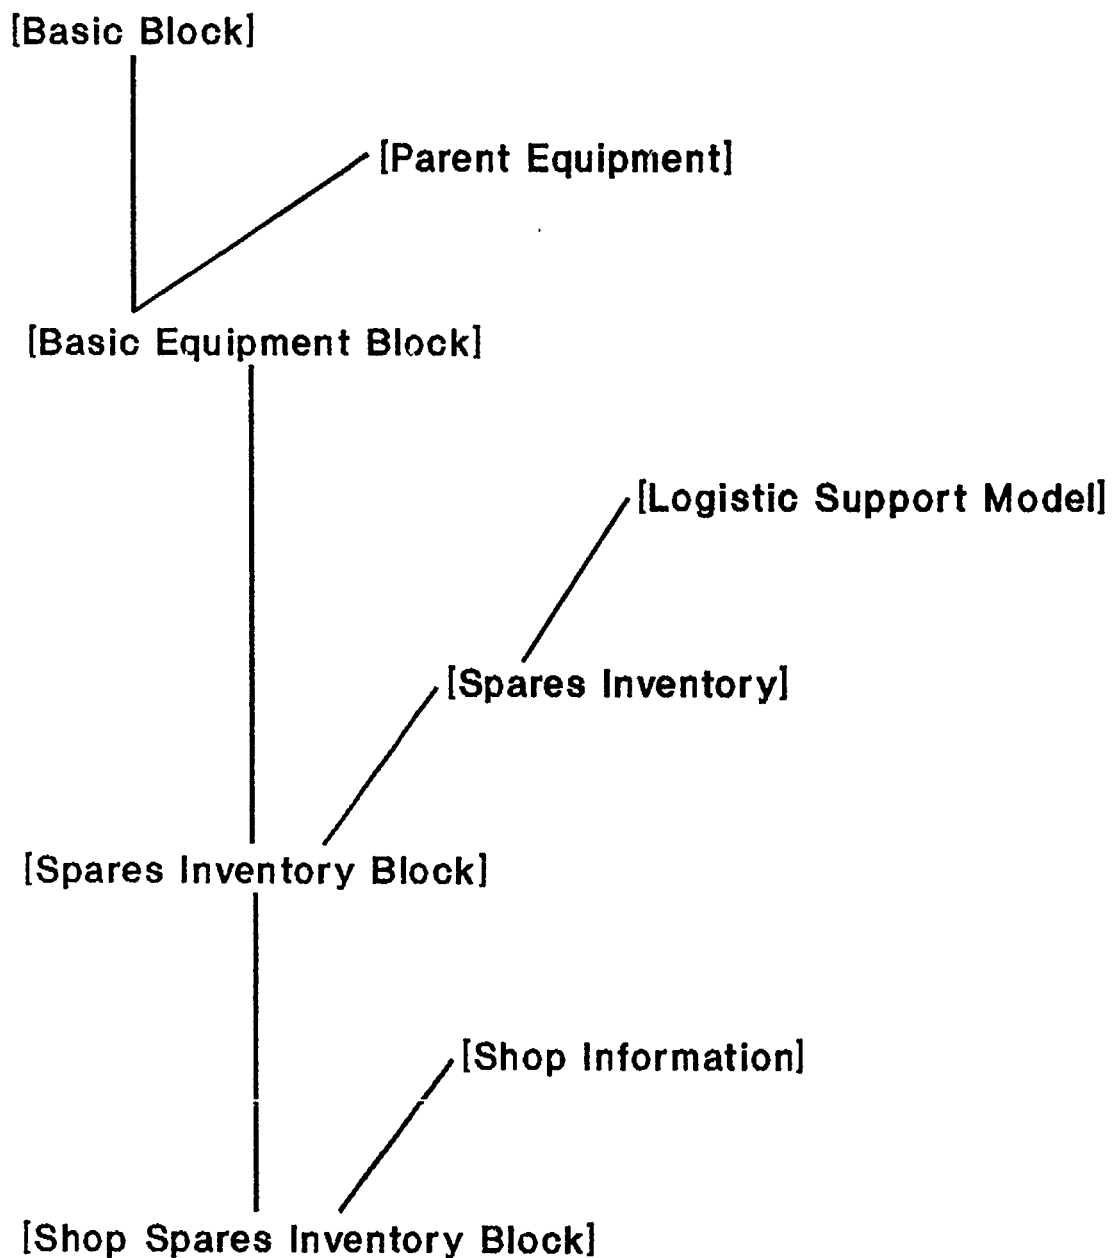 [Basic Block]
[Parent Equipment]
[Basic Equipment Block]
[Logistic Support Model]
[Spares Inventory]
[Spares Inventory Block]
[Shop Information]
[Shop Spares Inventory Block]